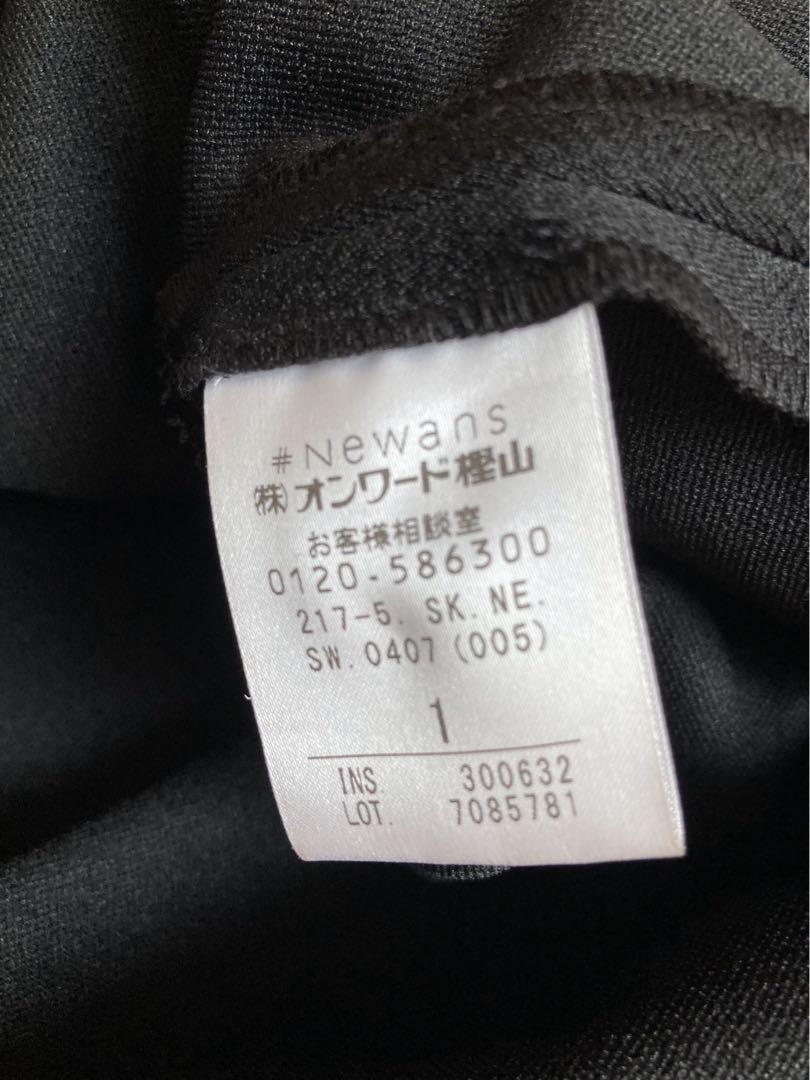 #Newans
㈱オンワード樫山
お客様相談室
0120-586300
217-5. SK. NE.
SW. 0407 (005)
1
INS. 300632
LOT. 7085781